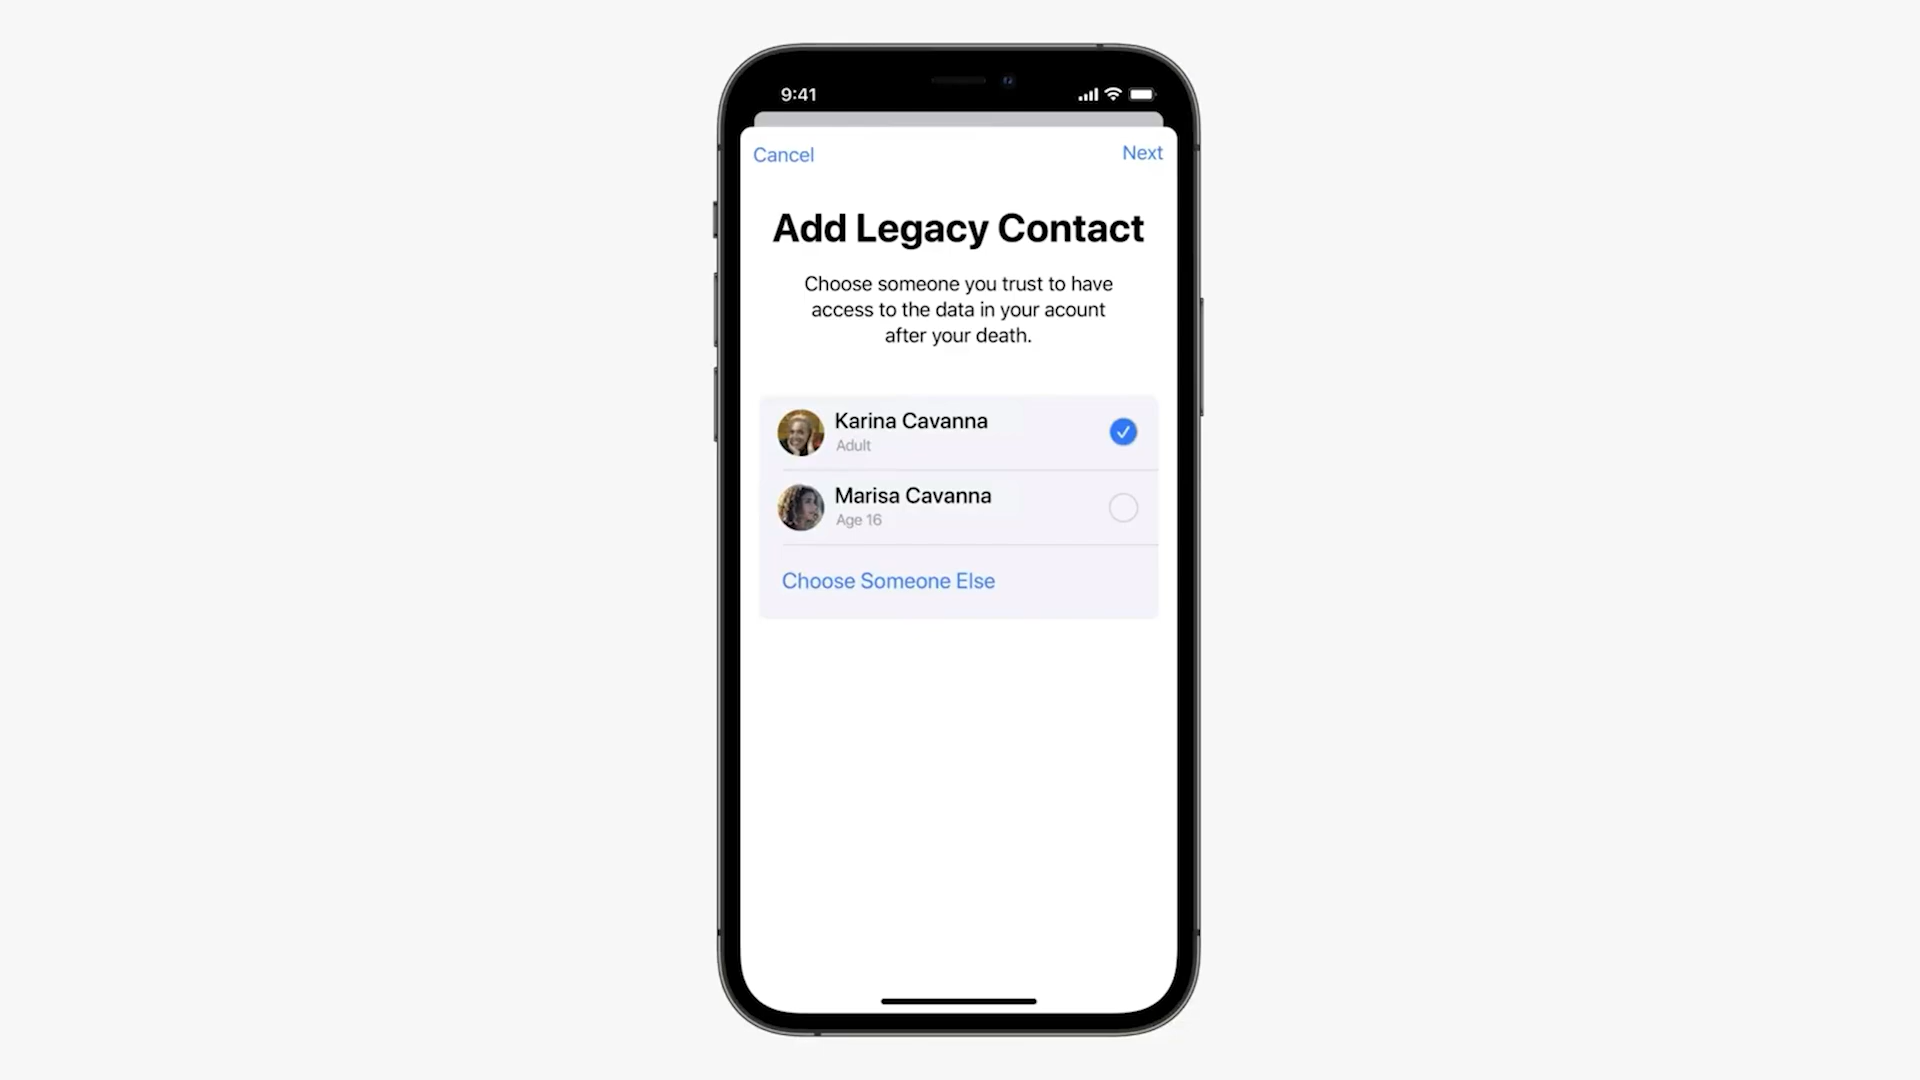 9:41
Cancel
Next
Add Legacy Contact
Choose someone you trust to have
access to the data in your acount
after your death.
Karina Cavanna
Adult
Marisa Cavanna
Age 16
Choose Someone Else